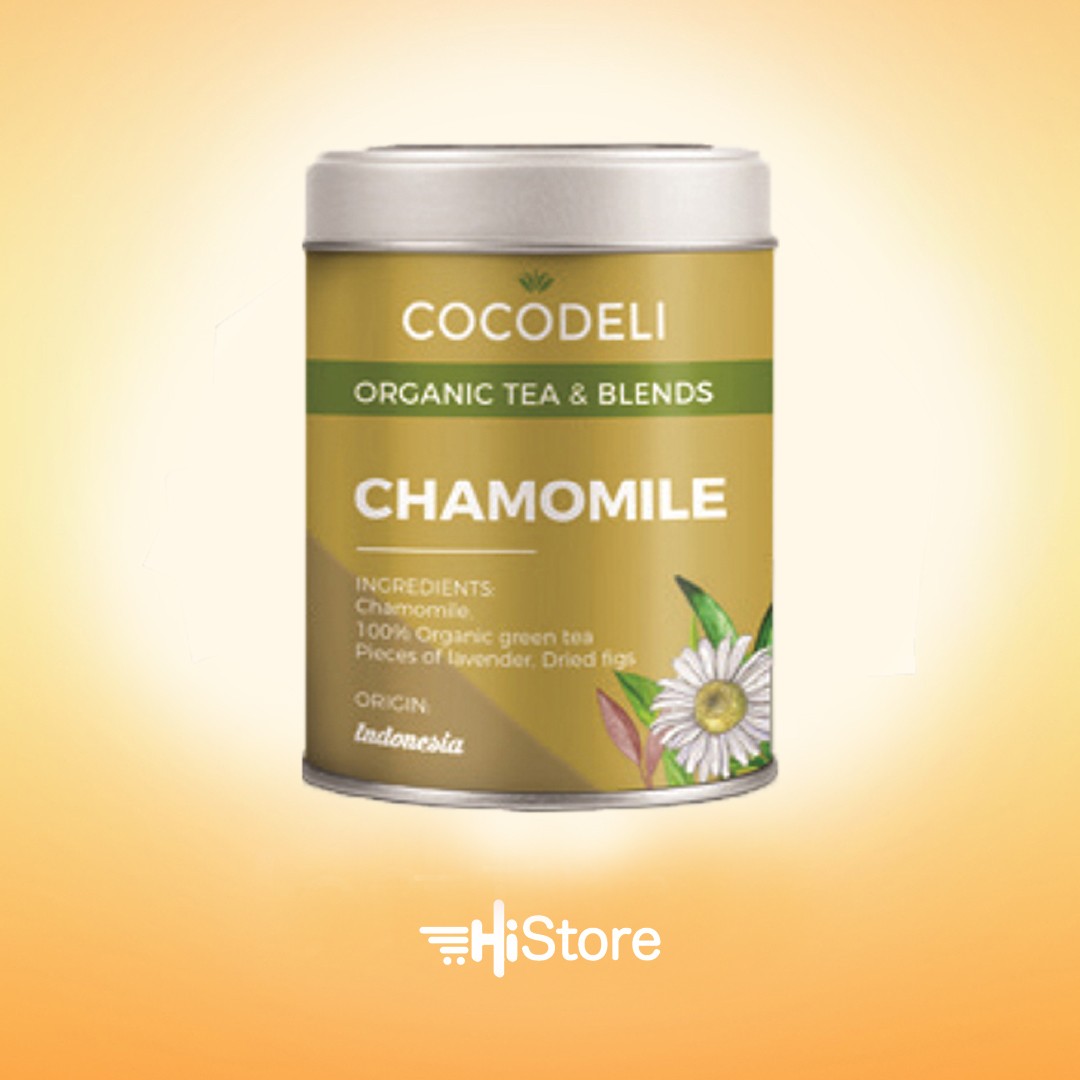 COCODELI
ORGANIC TEA & BLENDS
CHAMOMILE
INGREDIENTS:
Chamomile,
100% Organic green tea
Pieces of lavender, Dried figs
ORIGIN:
Indonesia
HiStore